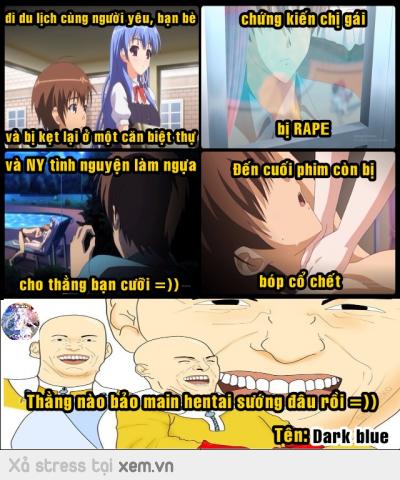 đi du lịch cùng người yêu, bạn bè
và bị kẹt lại ở một căn biệt thự
chứng kiến chị gái
bị RAPE
và NY tình nguyện làm ngựa
cho thằng bạn cưỡi =))
Đến cuối phim còn bị
bóp cổ chết
Thằng nào bảo main hentai sướng đâu rồi =))
Tên: Dark blue
Xả stress tại xem.vn